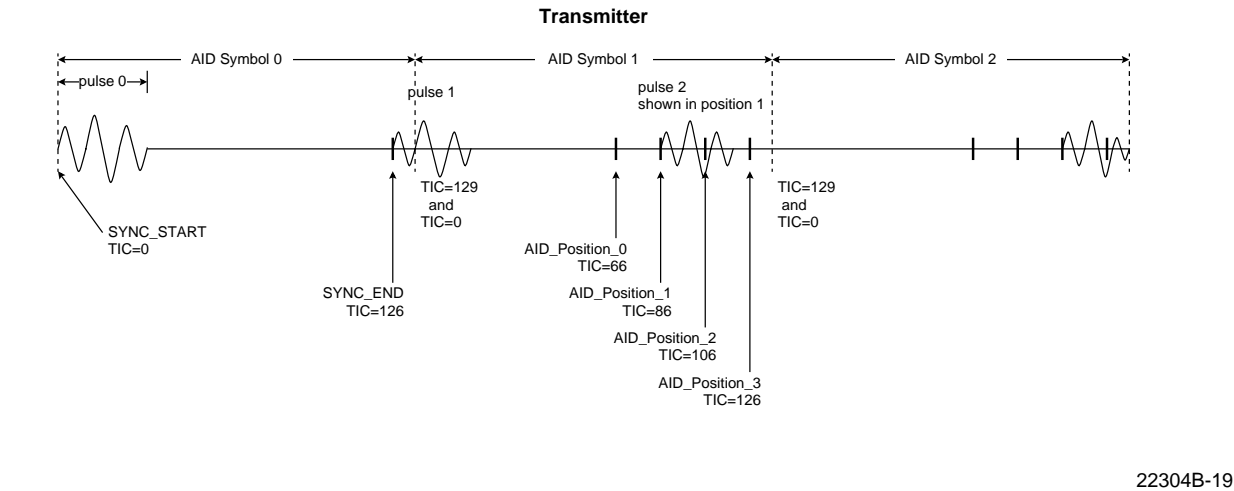 Transmitter
AID Symbol 0
AID Symbol 1
AID Symbol 2
pulse 0
pulse 1
pulse 2
shown in position 1
TIC=129
and
TIC=0
TIC=129
and
TIC=0
SYNC_START
TIC=0
AID_Position_0
TIC=66
SYNC_END
TIC=126
AID_Position_1
TIC=86
AID_Position_2
TIC=106
AID_Position_3
TIC=126
22304B-19